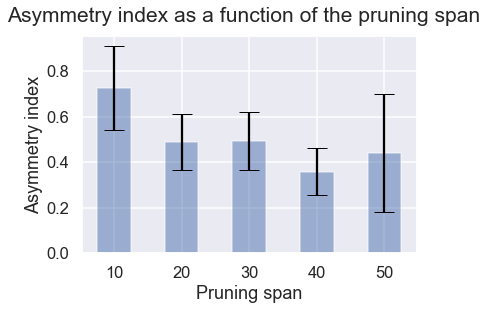 Asymmetry index as a function of the pruning span
Asymmetry index
0.8
0.6
0.4
0.2
0.0
10 20 30 40 50
Pruning span